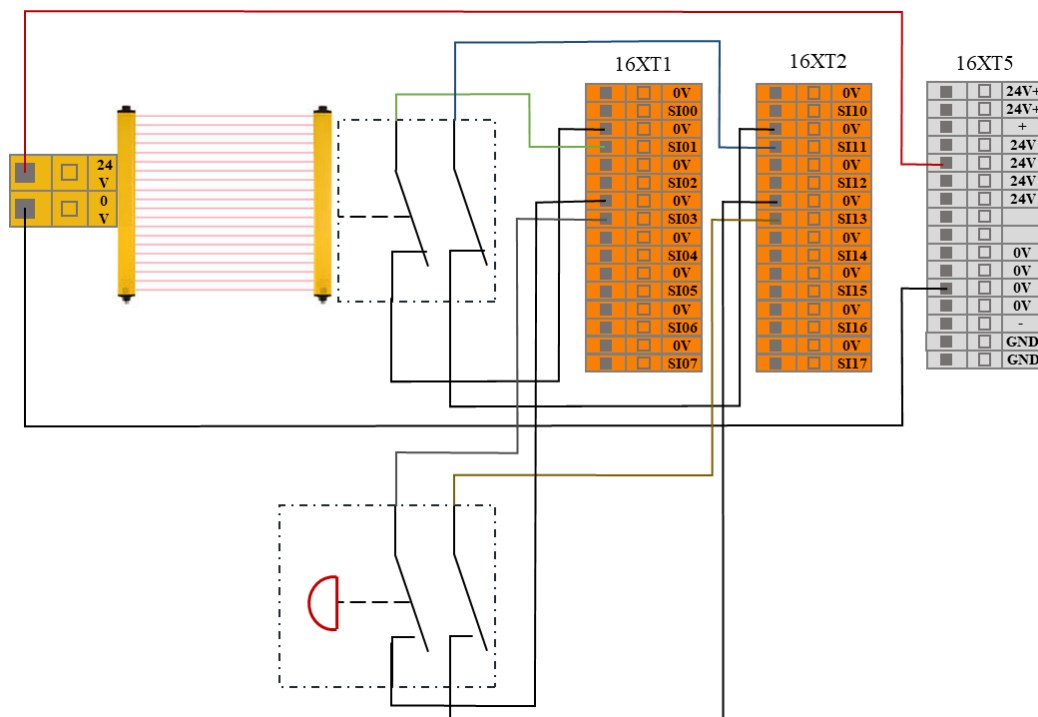 16XT1
16XT2
16XT5
24
V
0
V
0V
SI00
0V
SI01
0V
SI02
0V
SI03
0V
SI04
0V
SI05
0V
SI06
0V
SI07
0V
SI10
0V
SI11
0V
SI12
0V
SI13
0V
SI14
0V
SI15
0V
SI16
0V
SI17
24V+
24V+
+
24V
24V
24V
24V
0V
0V
0V
0V
-
GND
GND